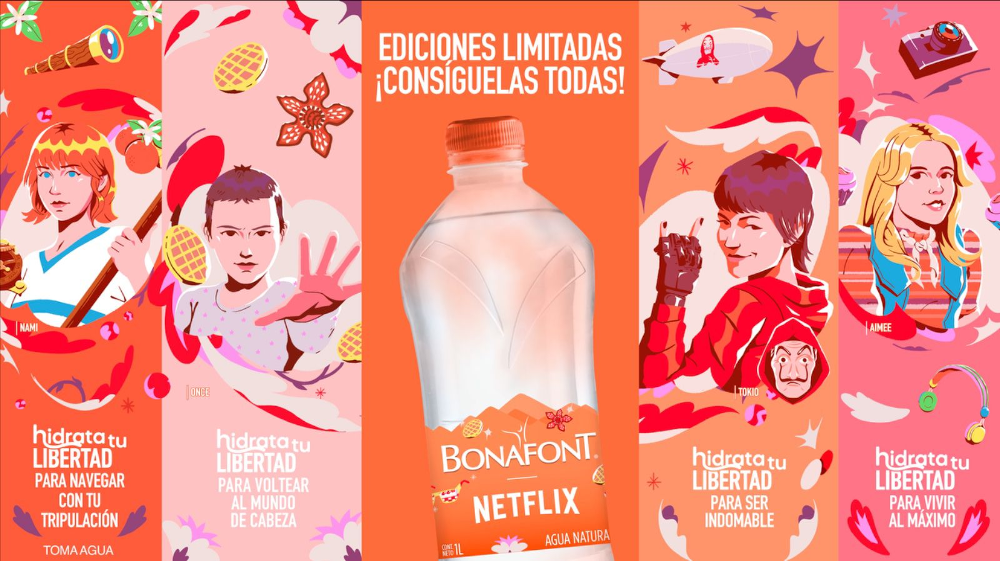 NAMI
hidrata tu
LIBERTAD
PARA NAVEGAR
CON TU
TRIPULACIÓN
TOMA AGUA
ONCE
hidrata tu
LIBERTAD
PARA VOLTEAR
AL MUNDO
DE CABEZA
EDICIONES LIMITADAS
¡CONSÍGUELAS TODAS!
BONAFONT
NETFLIX
CONT. NETO 1L
AGUA NATURA
TOKIO
hidrata tu
LIBERTAD
PARA SER
INDOMABLE
AIMEE
hidrata tu
LIBERTAD
PARA VIVIR
AL MÁXIMO